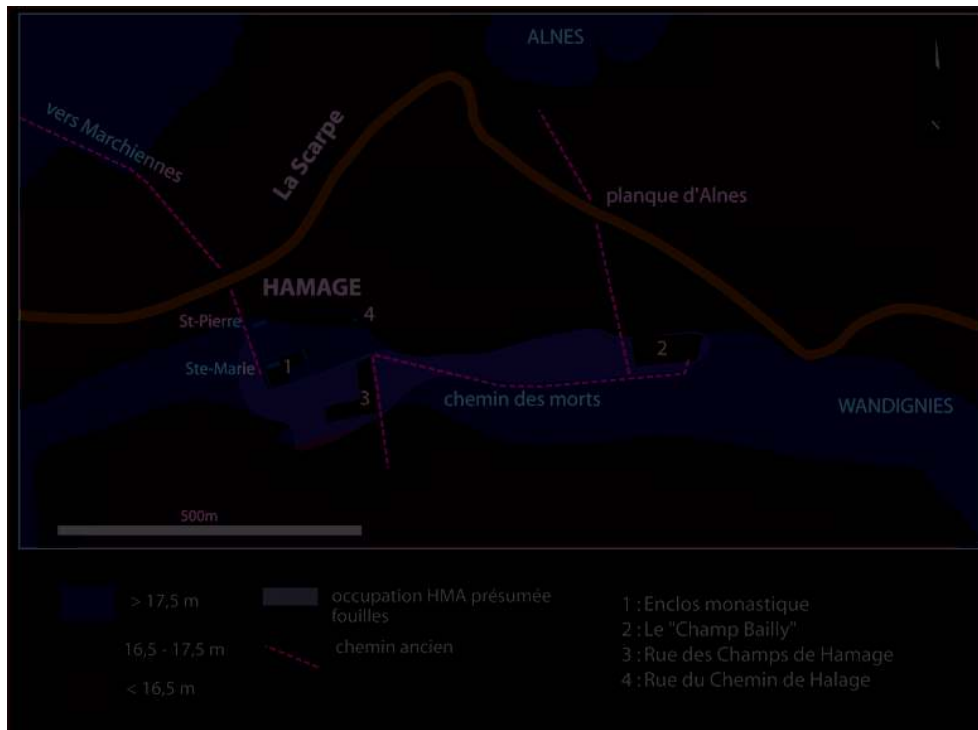 ALNES
vers Marchiennes
La Scarpe
planque d'Alnes
HAMAGE
St-Pierre
4
2
Ste-Marie
1
3
chemin des morts
WANDIGNIES
500m
> 17,5 m
16,5 - 17,5 m
< 16,5 m
occupation HMA présumée
fouilles
chemin ancien
1 : Enclos monastique
2 : Le "Champ Bailly"
3 : Rue des Champs de Hamage
4 : Rue du Chemin de Halage